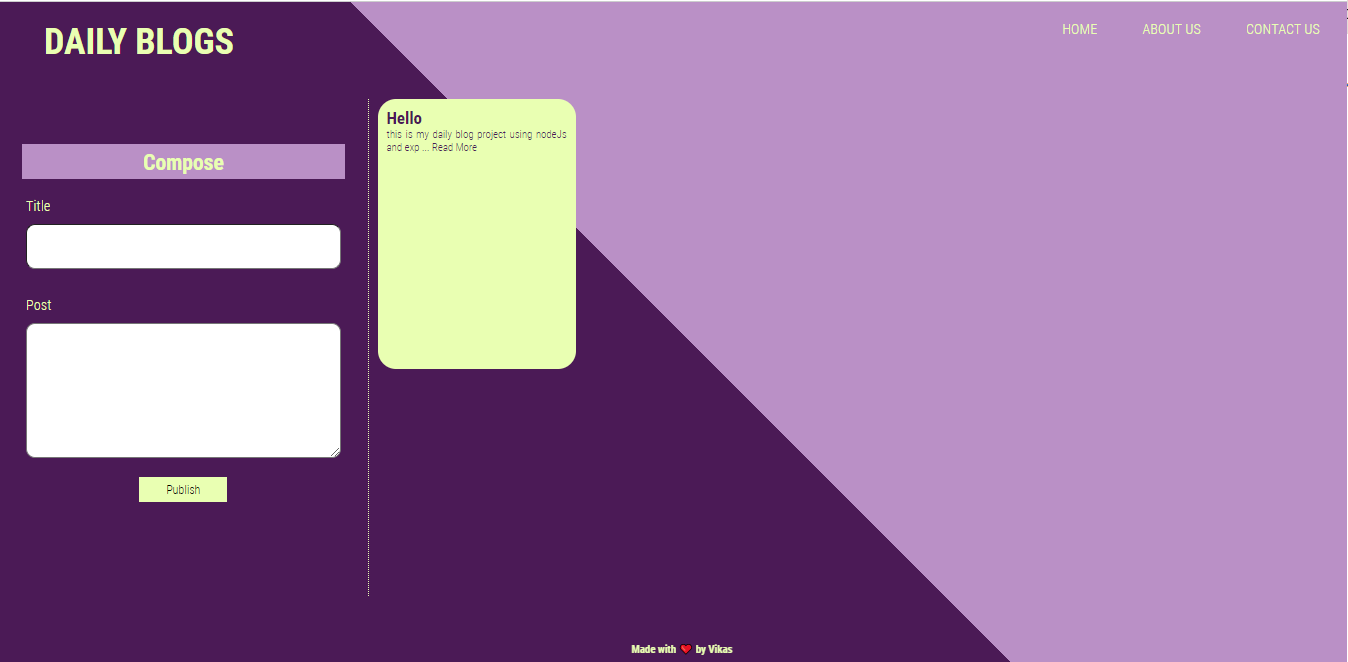 DAILY BLOGS
HOME
ABOUT US
CONTACT US
Compose
Title
Post
Publish
Hello
this is my daily blog project using nodeJs
and exp ... Read More
Made with ❤️ by Vikas